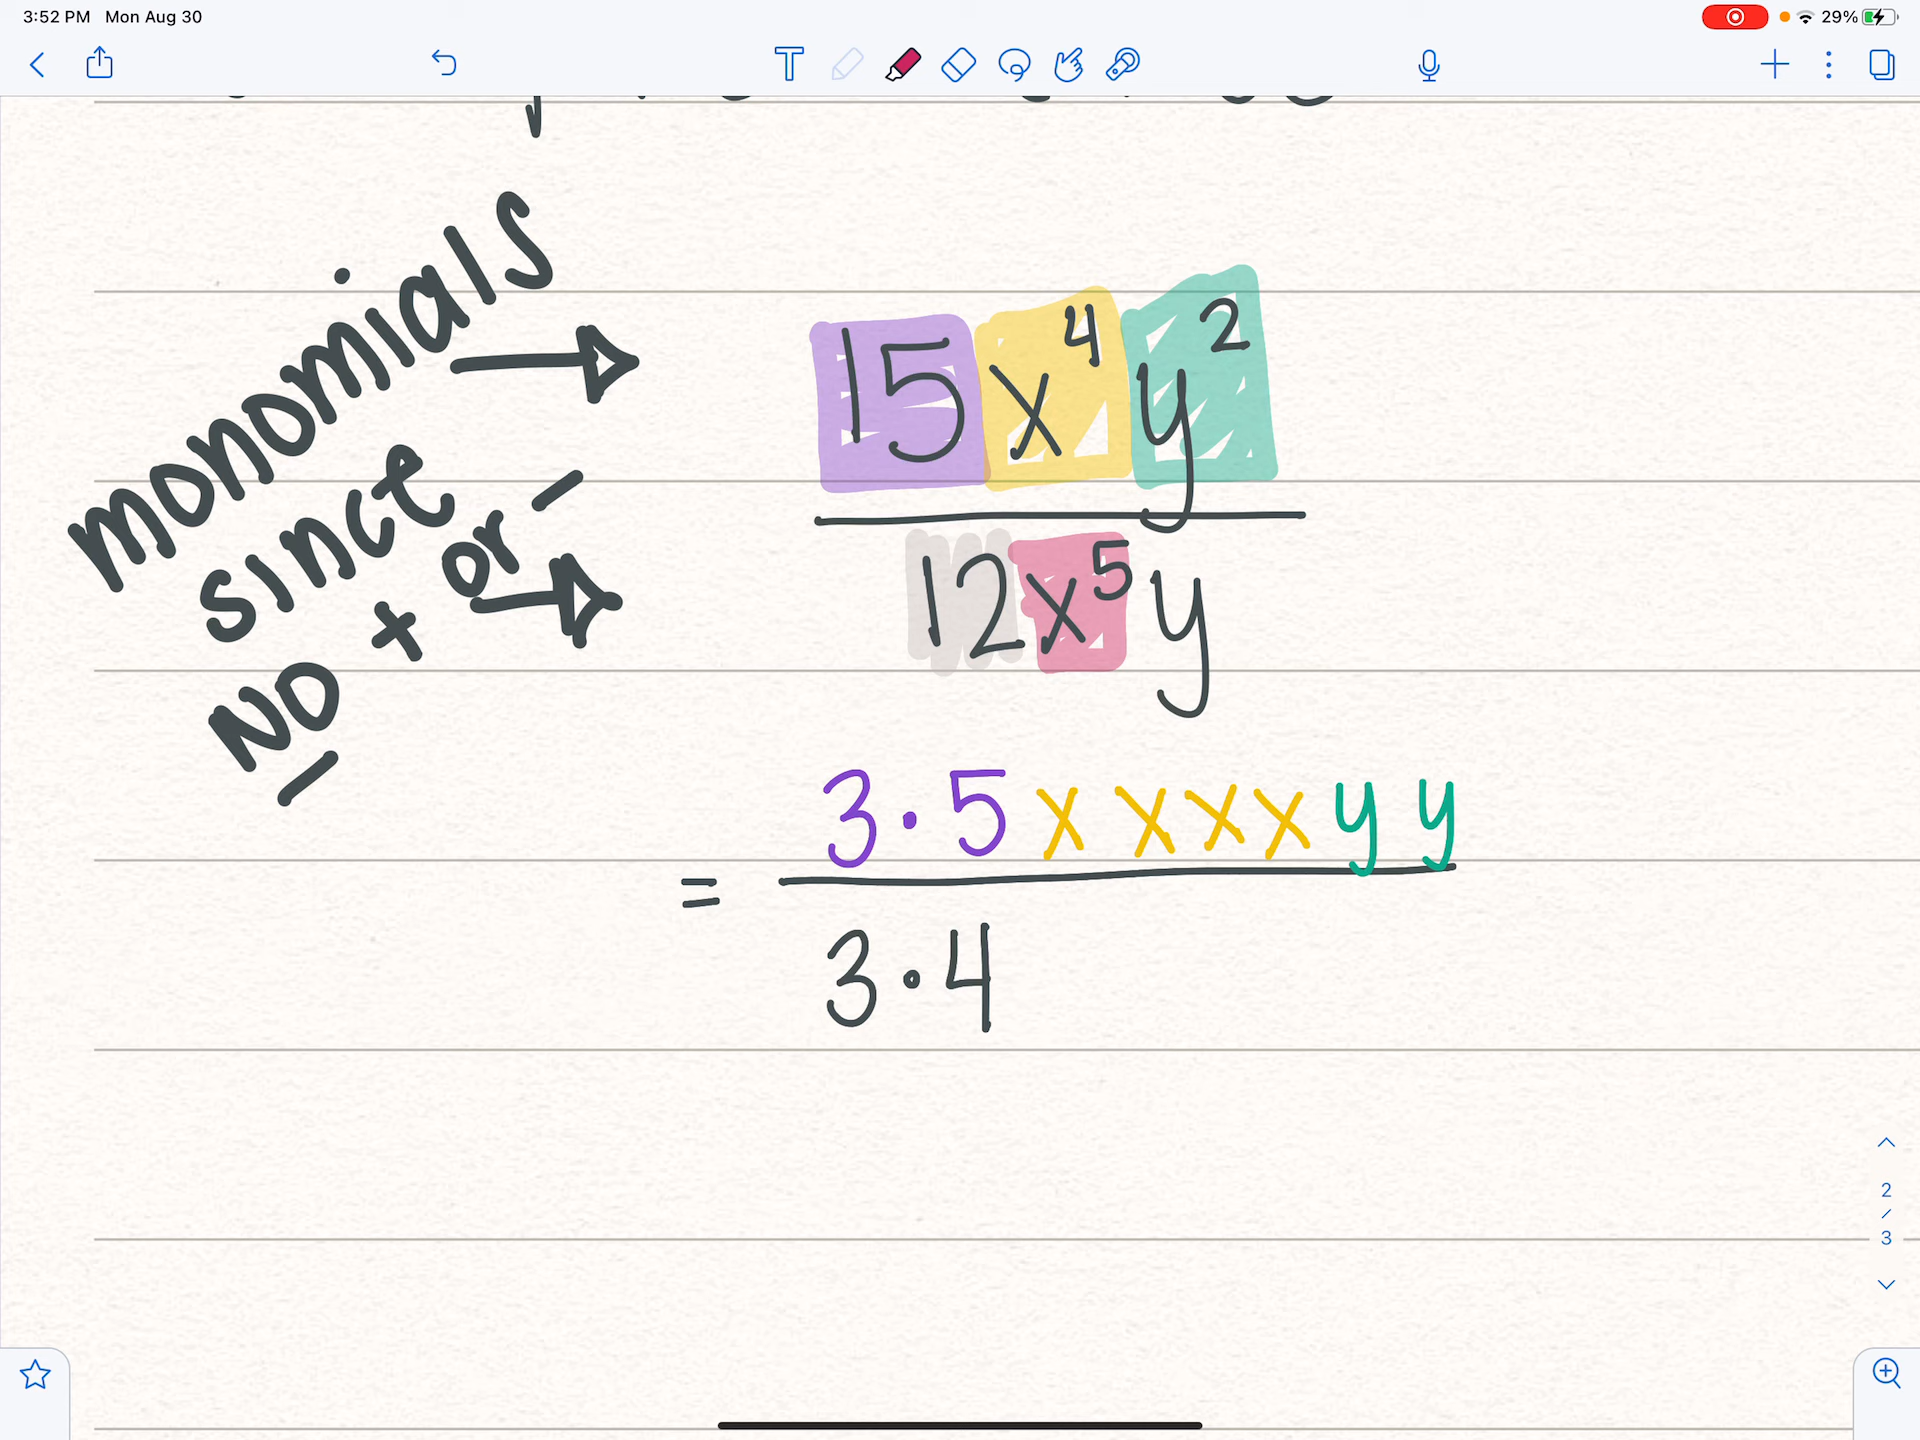 3:52 PM Mon Aug 30
29%
monomials
since
NO + or -
15x⁴y²
12x⁵y
= 3·5xxxxyy
3·4
2
/
3